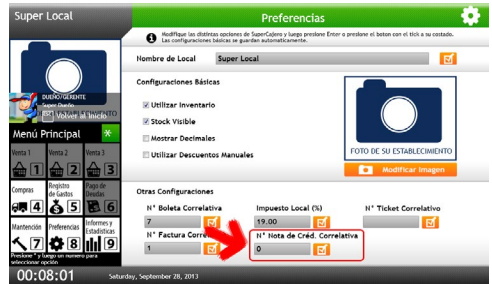 Super Local
Preferencias
Modifique las distintas opciones de SuperCajero y luego presione Enter o presione el boton con el tick a su costado.
Las configuraciones básicas se guardan automaticamente.
Nombre de Local
Super Local
Configuraciones Básicas
Utilizar Inventario
Stock Visible
Mostrar Decimales
Utilizar Descuentos Manuales
FOTO DE SU ESTABLECIMIENTO
Modificar Imagen
DUEÑO/GERENTE
Super Dueño
Volver al Inicio
Menú Principal *
Venta 1
Venta 2
Venta 3
1
2
3
Compras
Registro de Gastos
Pago de Deudas
4
5
6
Mantención
Preferencias
Informes y Estadísticas
7
8
9
Presione * y luego un numero para
seleccionar opción
Otras Configuraciones
N° Boleta Correlativa
Impuesto Local (%)
N° Ticket Correlativo
7
19.00
N° Factura
N° Nota de Créd. Correlativa
1
0
00:08:01
Saturday, September 28, 2013